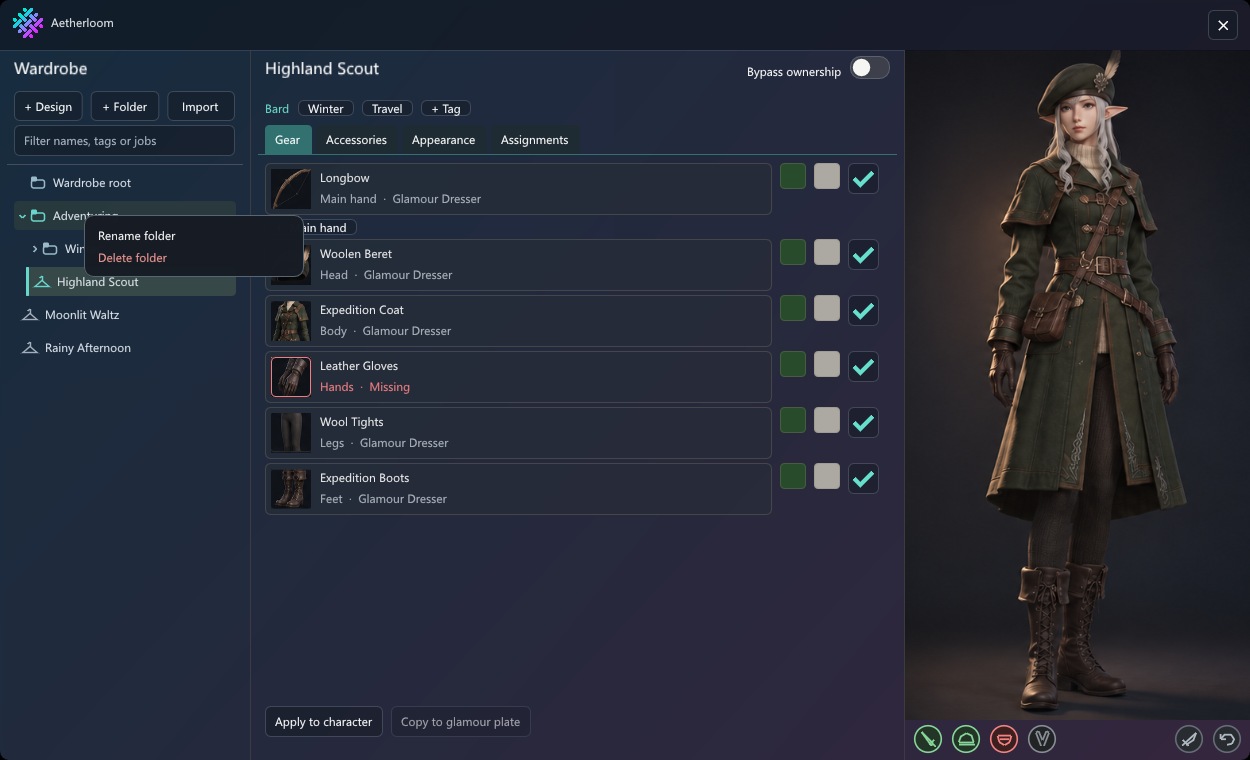 Aetherloom
Wardrobe
+ Design
+ Folder
Import
Filter names, tags or jobs
Wardrobe root
Rename folder
Delete folder
Highland Scout
Moonlit Waltz
Rainy Afternoon
Highland Scout
Bypass ownership
Bard
Winter
Travel
+ Tag
Gear
Accessories
Appearance
Assignments
Longbow
Main hand · Glamour Dresser
hand
Woolen Beret
Head · Glamour Dresser
Expedition Coat
Body · Glamour Dresser
Leather Gloves
Hands · Missing
Wool Tights
Legs · Glamour Dresser
Expedition Boots
Feet · Glamour Dresser
Apply to character
Copy to glamour plate